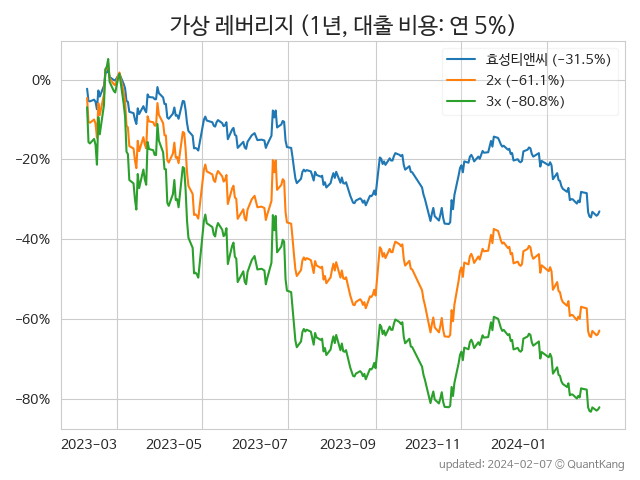 가상 레버리지 (1년, 대출 비용: 연 5%)
효성티앤씨 (−31.5%)
2x (−61.1%)
3x (−80.8%)
0%
−20%
−40%
−60%
−80%
2023-03 2023-05 2023-07 2023-09 2023-11 2024-01
updated: 2024-02-07 © QuantKang